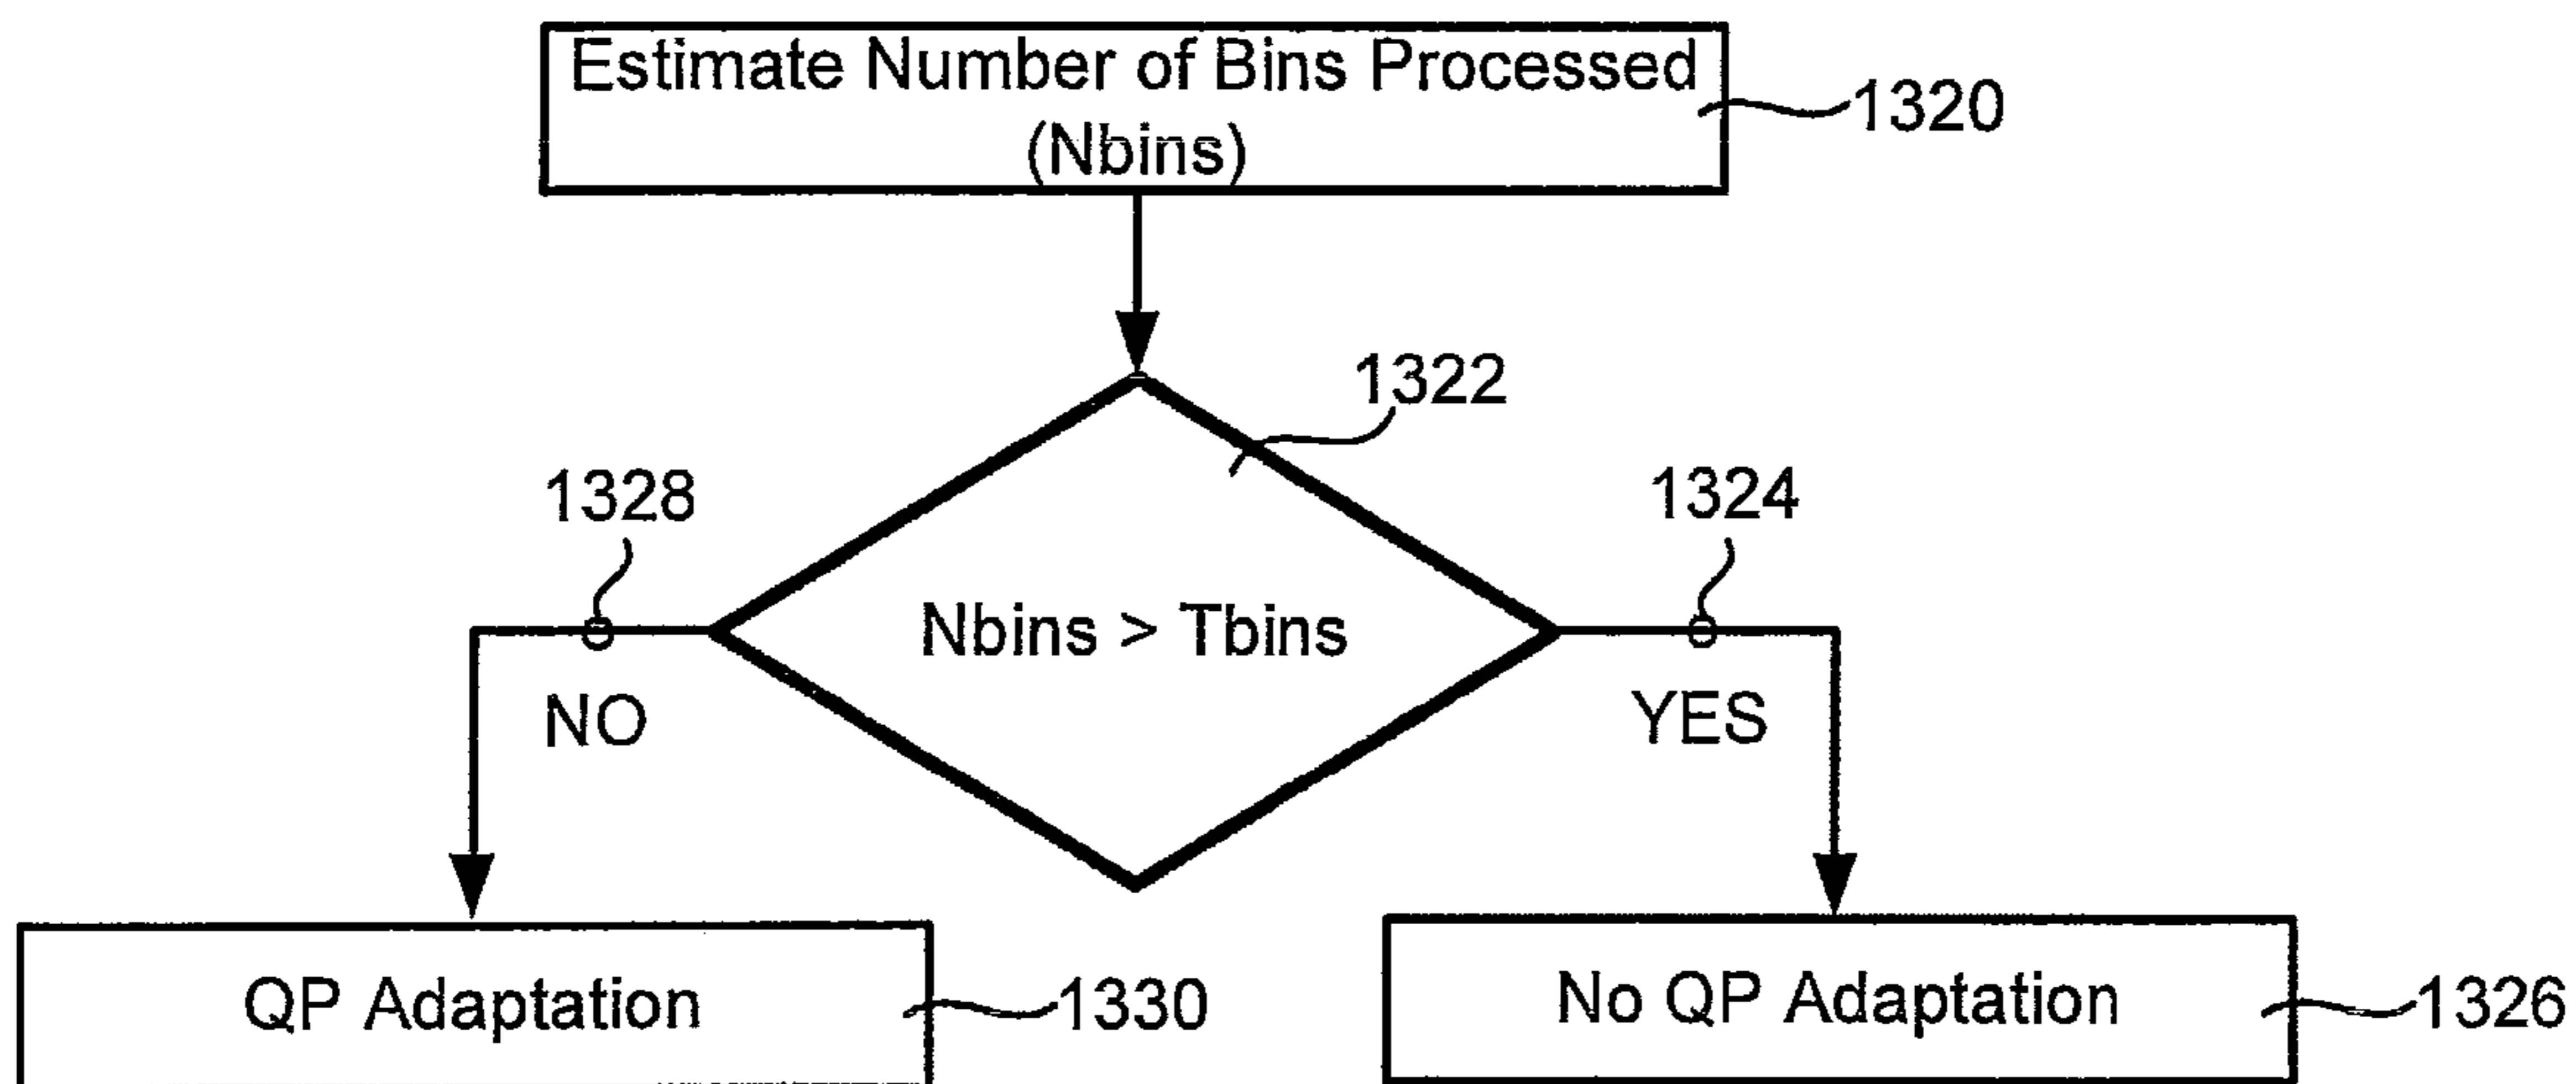 Estimate Number of Bins Processed
(Nbins)
1320
1322
1328
1324
Nbins > Tbins
NO
YES
QP Adaptation
1330
No QP Adaptation
1326